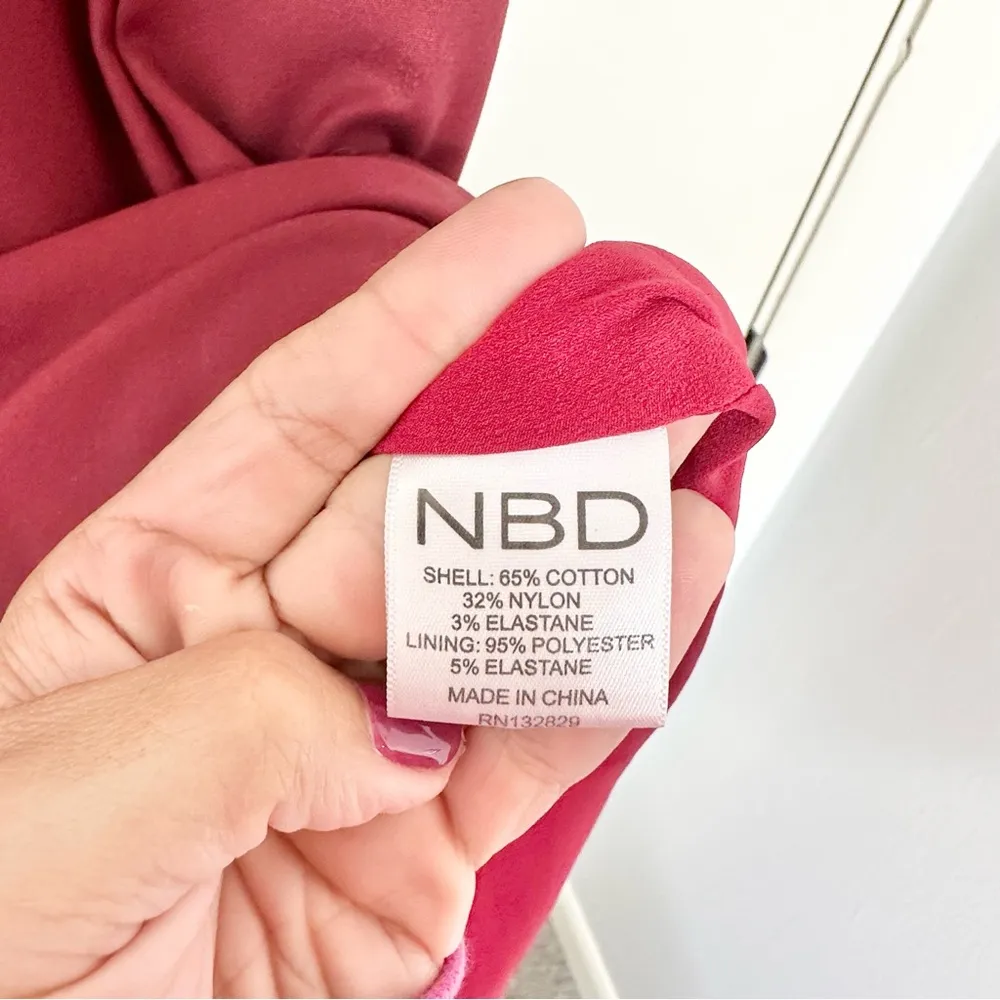 NBD
SHELL: 65% COTTON
32% NYLON
3% ELASTANE
LINING: 95% POLYESTER
5% ELASTANE
MADE IN CHINA
RN132829